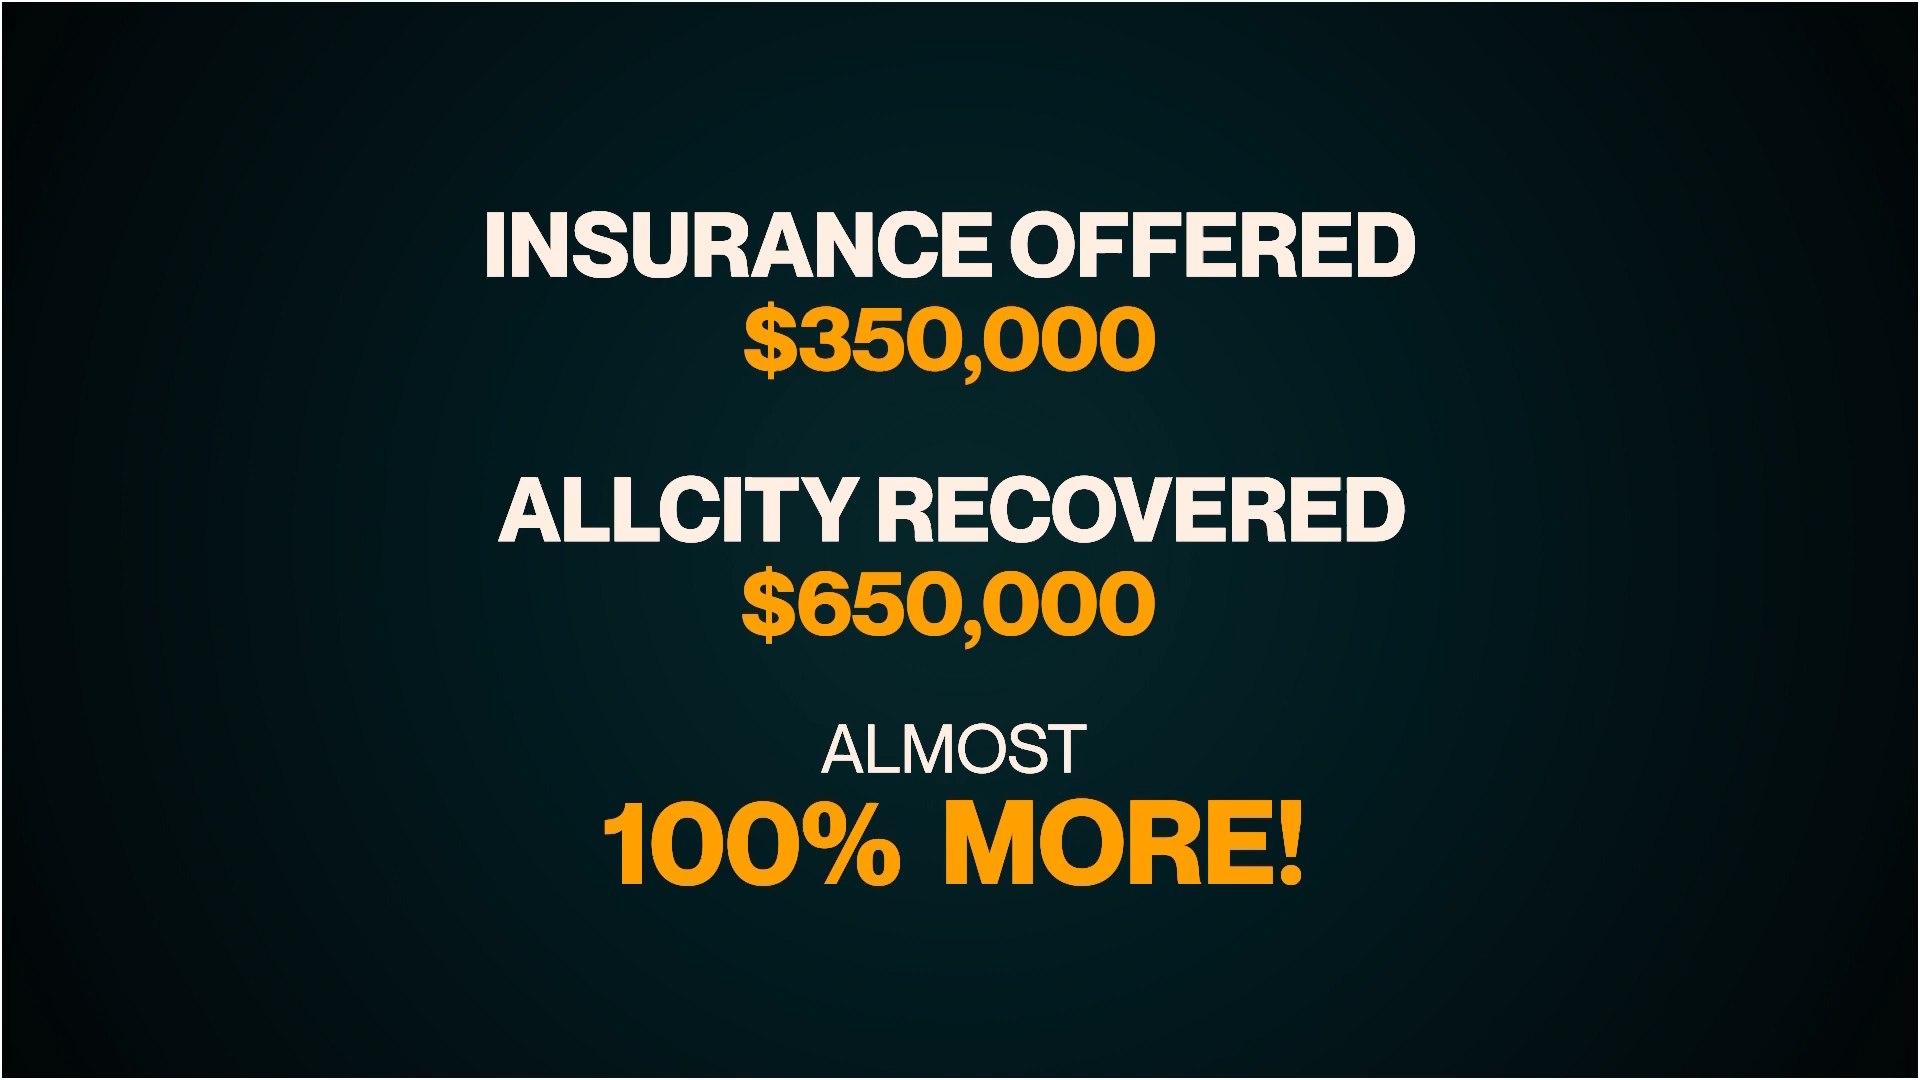 INSURANCE OFFERED
$350,000
ALLCITY RECOVERED
$650,000
ALMOST
100% MORE!